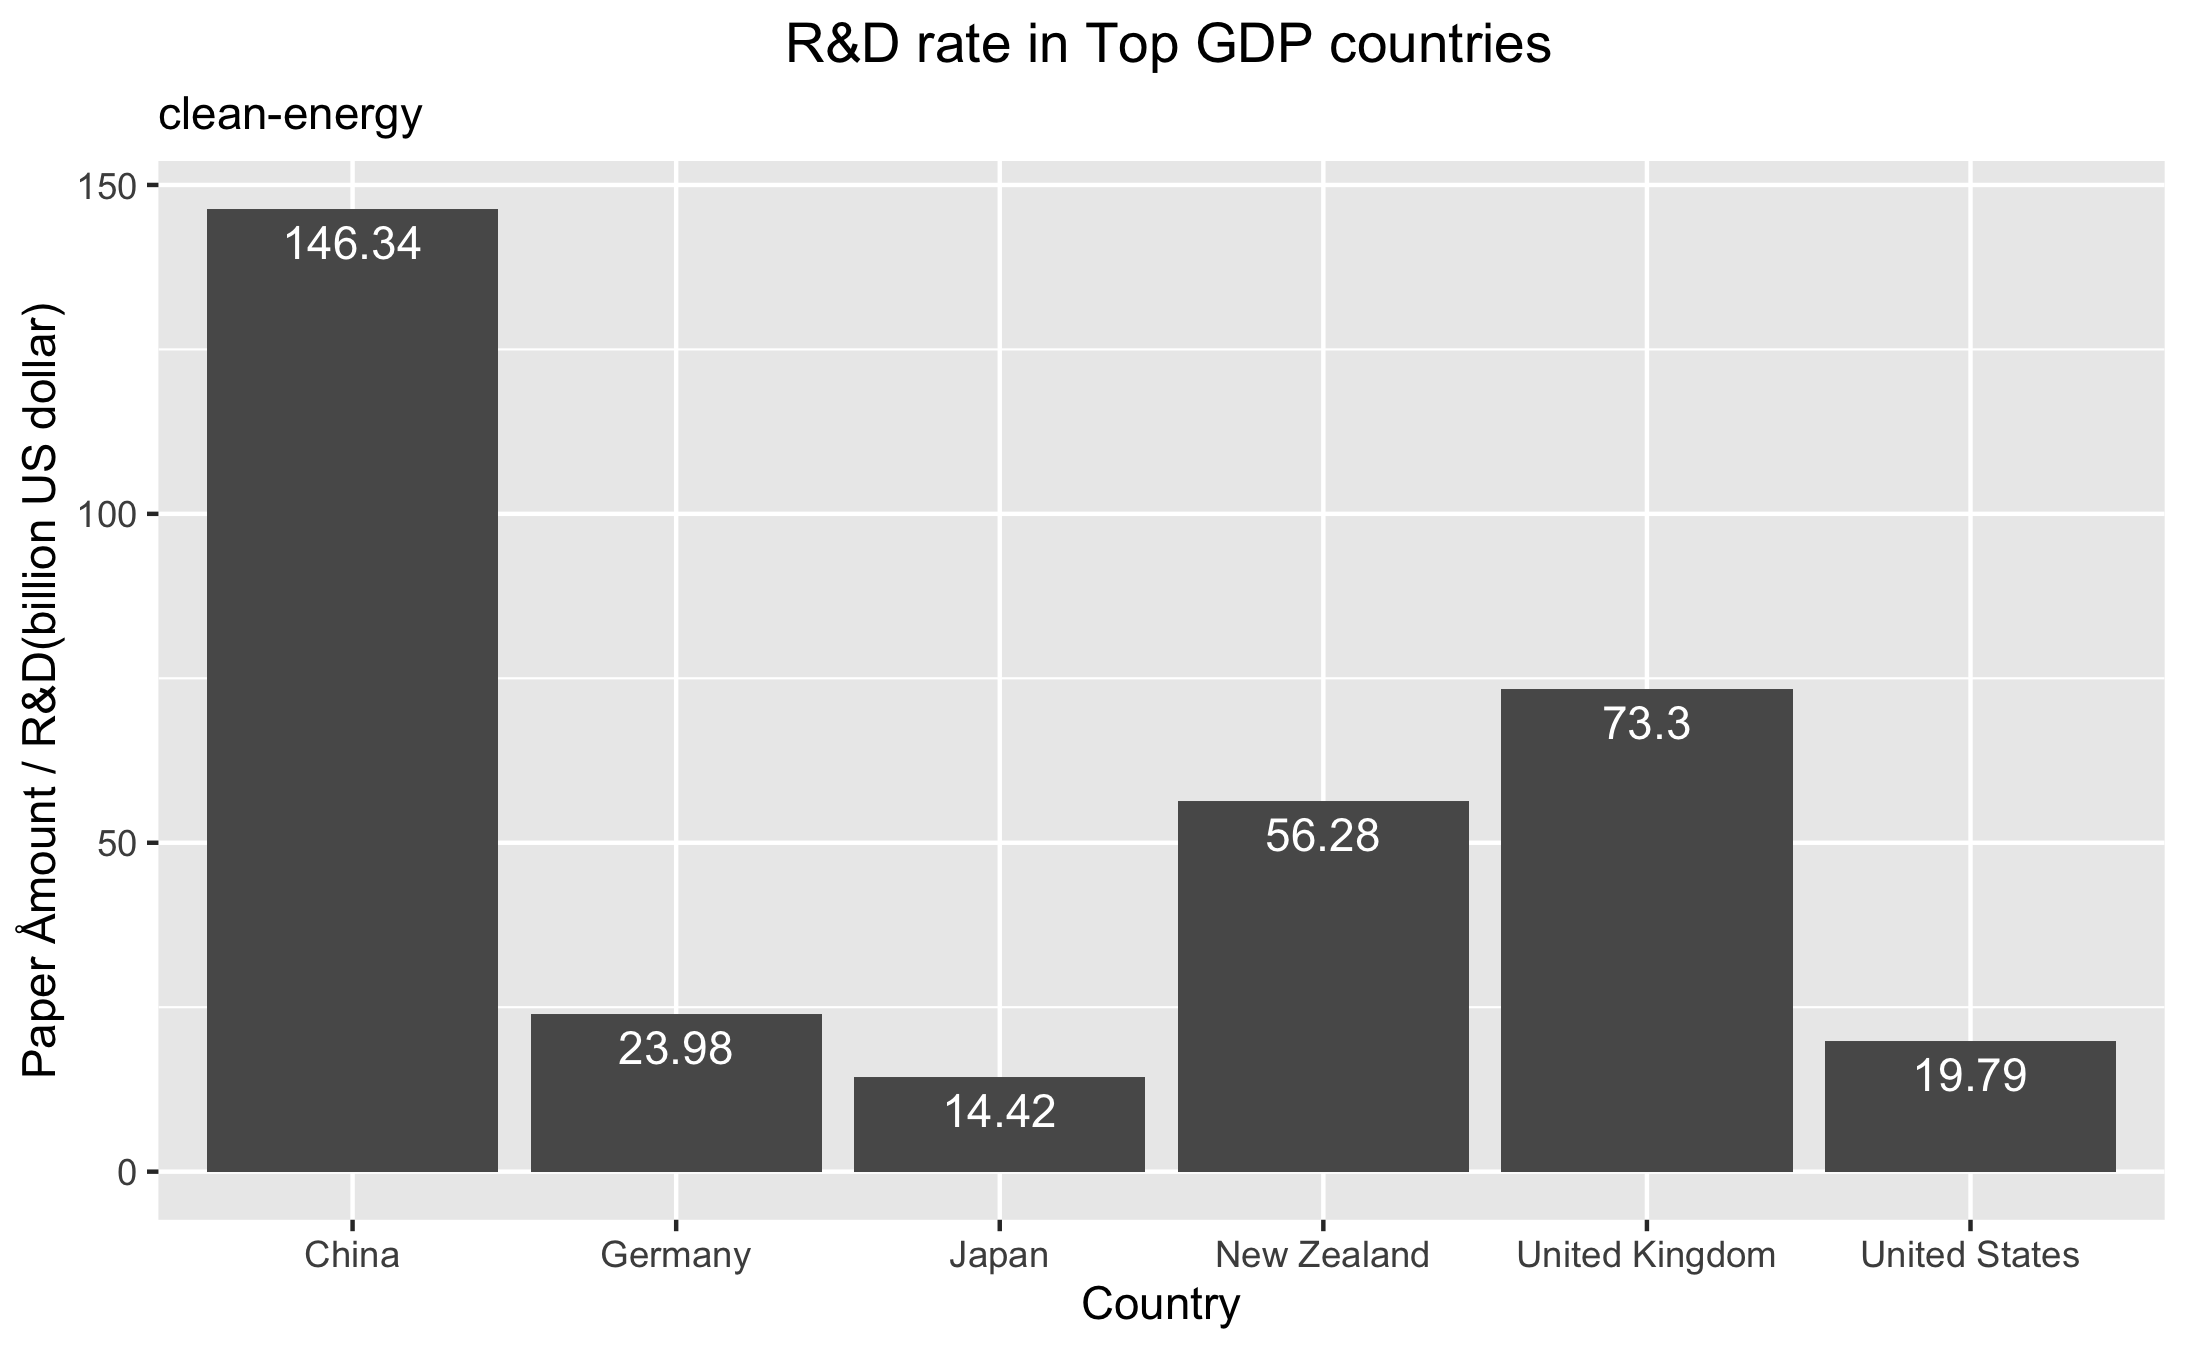 R&D rate in Top GDP countries
clean-energy
Paper Åmount / R&D(billion US dollar)
150
100
50
0
146.34
23.98
14.42
56.28
73.3
19.79
China
Germany
Japan
New Zealand
United Kingdom
United States
Country